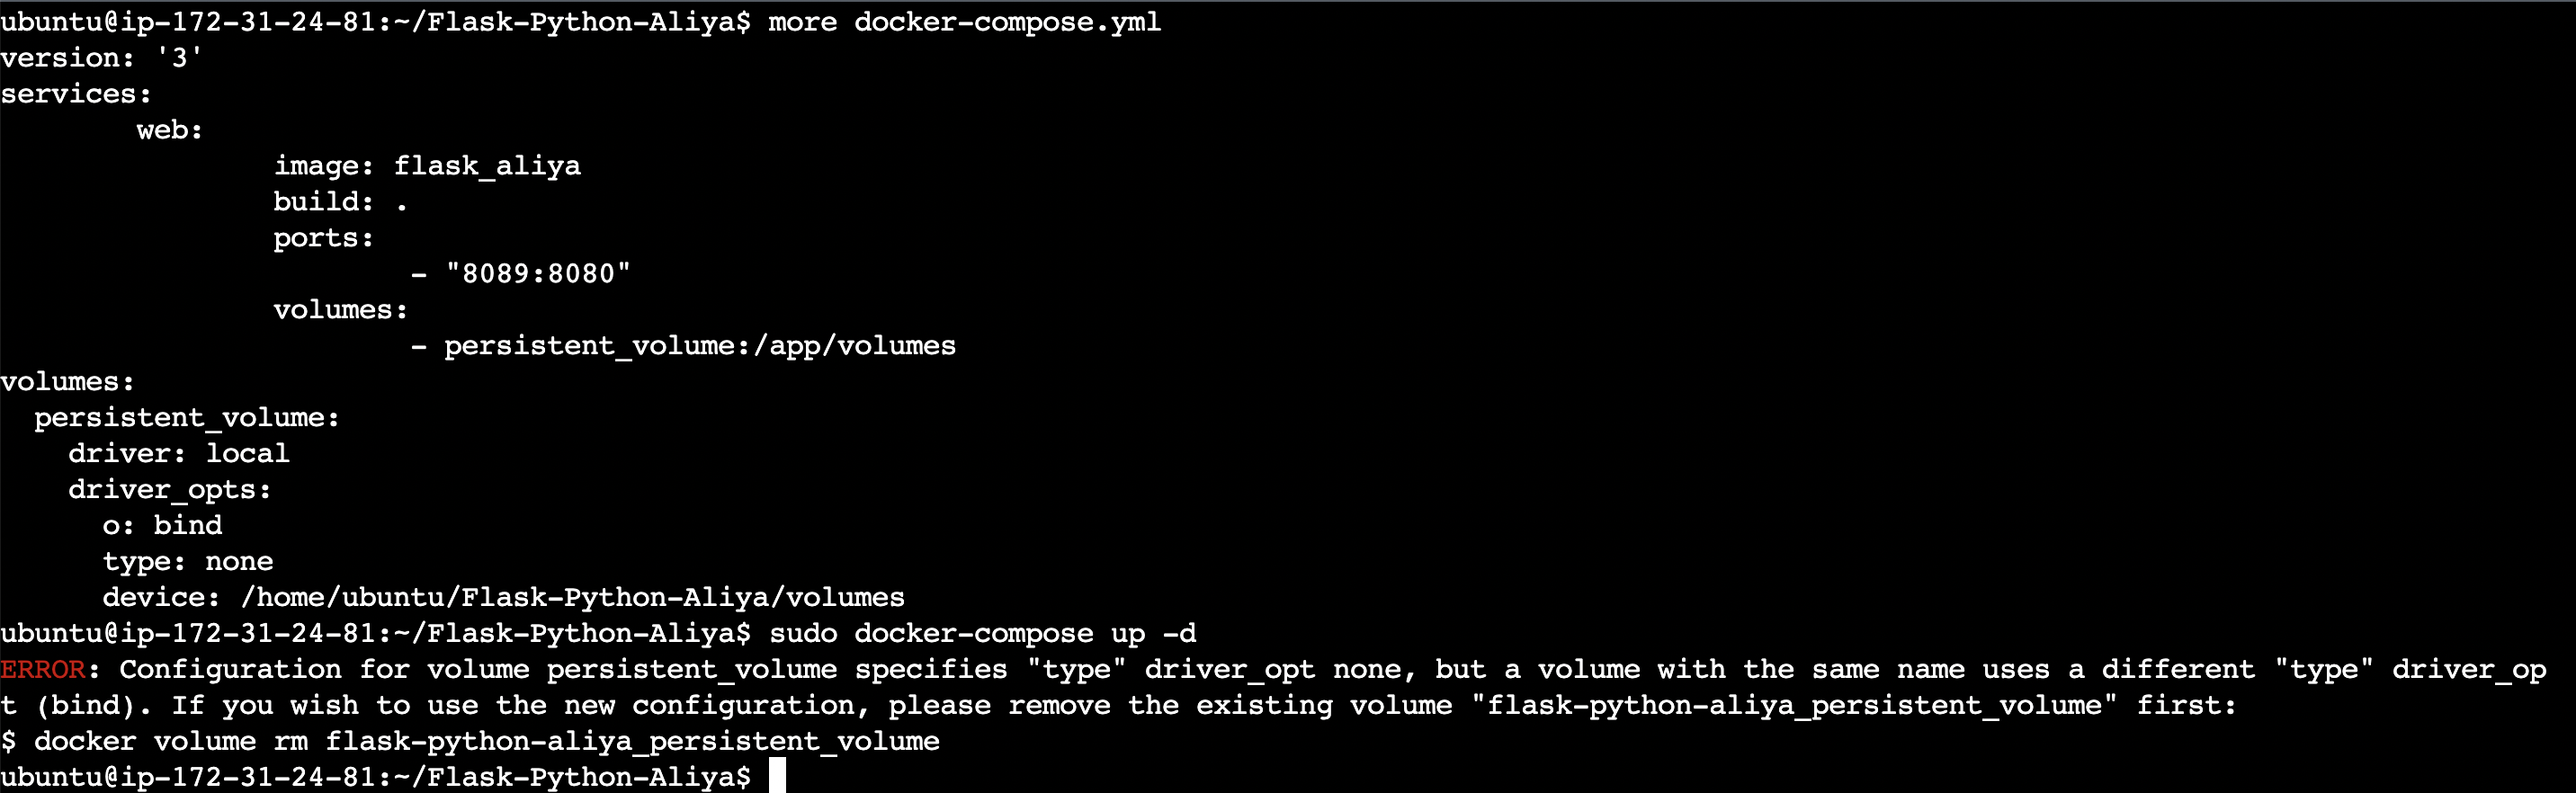 ubuntu@ip-172-31-24-81:~/Flask-Python-Aliya$ more docker-compose.yml
version: '3'
services:
        web:
                image: flask_aliya
                build: .
                ports:
                        - "8089:8080"
                volumes:
                        - persistent_volume:/app/volumes
volumes:
  persistent_volume:
    driver: local
    driver_opts:
      o: bind
      type: none
      device: /home/ubuntu/Flask-Python-Aliya/volumes
ubuntu@ip-172-31-24-81:~/Flask-Python-Aliya$ sudo docker-compose up -d
ERROR: Configuration for volume persistent_volume specifies "type" driver_opt none, but a volume with the same name uses a different "type" driver_op
t (bind). If you wish to use the new configuration, please remove the existing volume "flask-python-aliya_persistent_volume" first:
$ docker volume rm flask-python-aliya_persistent_volume
ubuntu@ip-172-31-24-81:~/Flask-Python-Aliya$